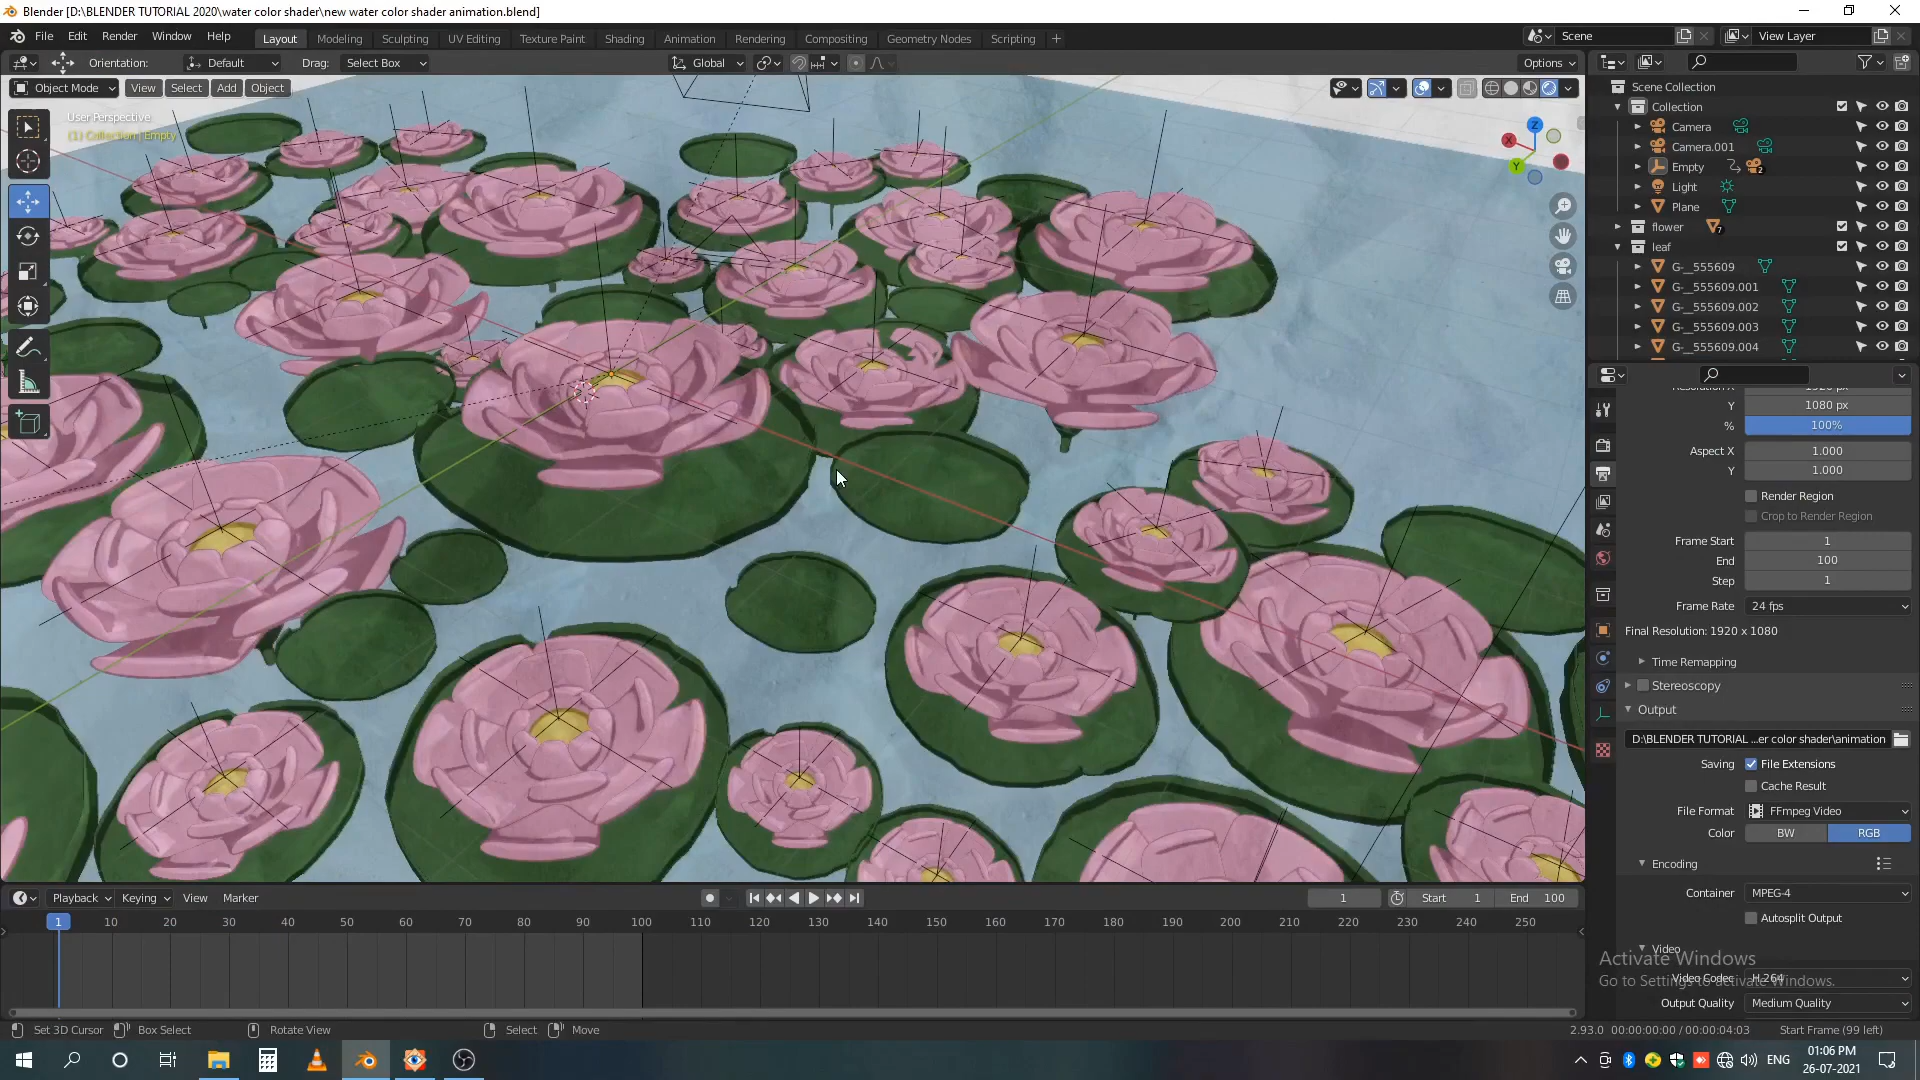 Blender [D:\BLENDER TUTORIAL 2020\water color shader\new water color shader animation.blend]
File Edit Render Window Help Layout Modeling Sculpting UV Editing Texture Paint Shading Animation Rendering Compositing Geometry Nodes Scripting + Scene View Layer
Orientation: Default Drag: Select Box Global Options
Object Mode View Select Add Object
User Perspective
(1) Collection | Empty
Z
X
Y
Scene Collection
Collection
Camera
Camera.001
Empty 2
Light
Plane
flower 7
leaf
G-__555609
G-__555609.001
G-__555609.002
G-__555609.003
G-__555609.004
Resolution X 1920 px
Y 1080 px
% 100%
Aspect X 1.000
Y 1.000
Render Region
Crop to Render Region
Frame Start 1
End 100
Step 1
Frame Rate 24 fps
Final Resolution: 1920 x 1080
Time Remapping
Stereoscopy
Output
D:\BLENDER TUTORIAL ...er color shader\animation
Saving File Extensions
Cache Result
File Format FFmpeg Video
Color BW RGB
Encoding
Container MPEG-4
Autosplit Output
Video
Video Codec H.264
Output Quality Medium Quality
Activate Windows
Go to Settings to activate Windows.
Playback Keying View Marker 1 Start 1 End 100
1 10 20 30 40 50 60 70 80 90 100 110 120 130 140 150 160 170 180 190 200 210 220 230 240 250
Set 3D Cursor Box Select Rotate View Select Move 2.93.0 00:00:00:00 / 00:00:04:03 Start Frame (99 left)
ENG
01:06 PM
26-07-2021